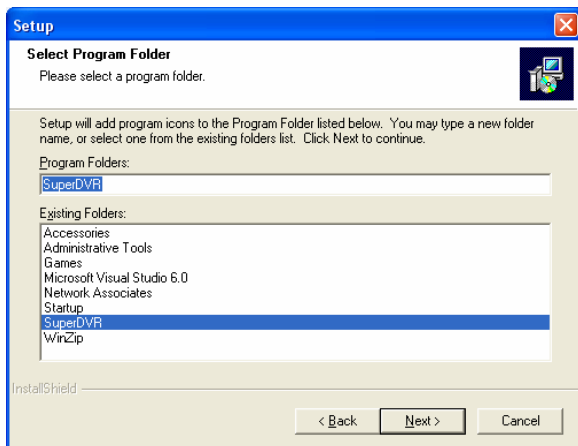 Setup
Select Program Folder
Please select a program folder.
Setup will add program icons to the Program Folder listed below.  You may type a new folder
name, or select one from the existing folders list.  Click Next to continue.
Program Folders:
SuperDVR
Existing Folders:
Accessories
Administrative Tools
Games
Microsoft Visual Studio 6.0
Network Associates
Startup
SuperDVR
WinZip
InstallShield
< Back
Next >
Cancel